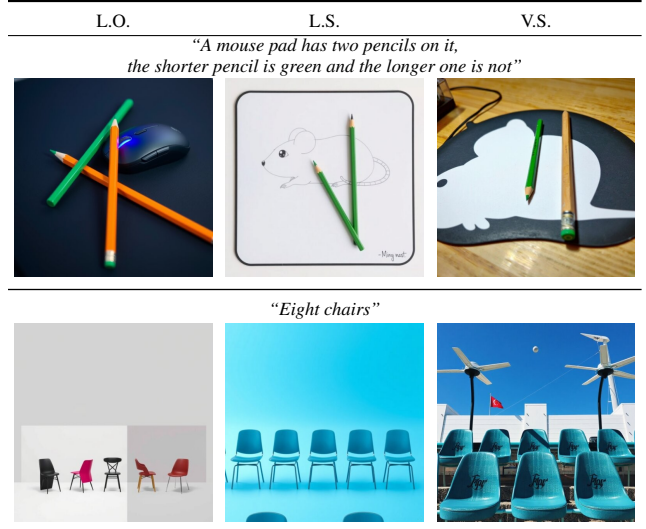 L.O. L.S. V.S.
“A mouse pad has two pencils on it,
the shorter pencil is green and the longer one is not”
“Eight chairs”